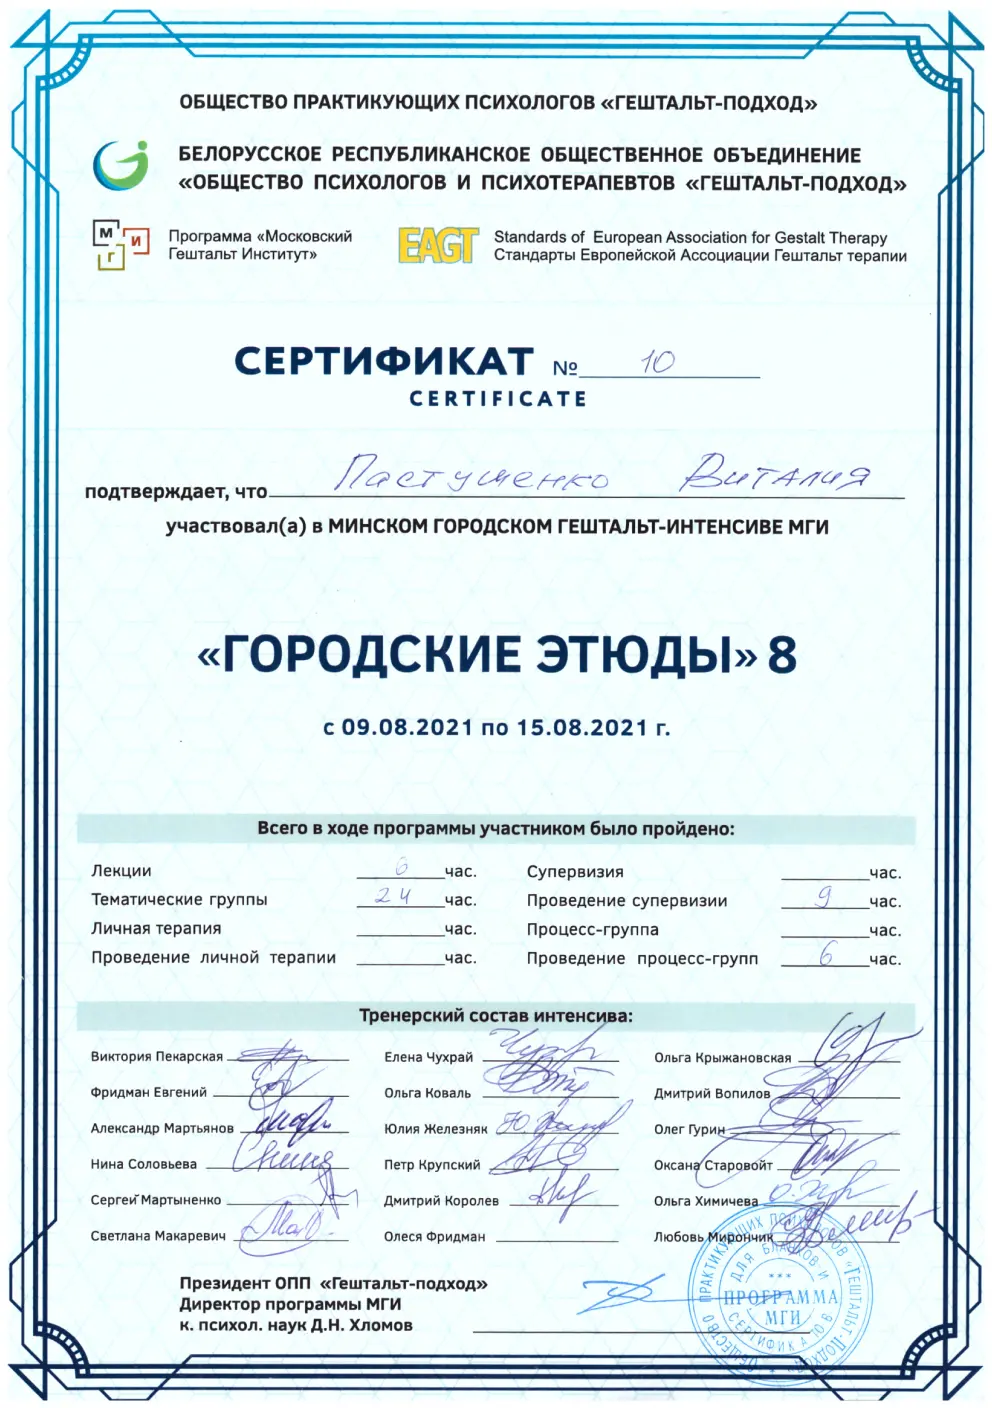 ОБЩЕСТВО ПРАКТИКУЮЩИХ ПСИХОЛОГОВ «ГЕШТАЛЬТ-ПОДХОД»
БЕЛОРУССКОЕ РЕСПУБЛИКАНСКОЕ ОБЩЕСТВЕННОЕ ОБЪЕДИНЕНИЕ
«ОБЩЕСТВО ПСИХОЛОГОВ И ПСИХОТЕРАПЕВТОВ «ГЕШТАЛЬТ-ПОДХОД»
М И Г
Программа «Московский
Гештальт Институт»
EAGT
Standards of European Association for Gestalt Therapy
Стандарты Европейской Ассоциации Гештальт терапии
СЕРТИФИКАТ № 10
CERTIFICATE
подтверждает, что Пастушенко Виталия
участвовал(а) в МИНСКОМ ГОРОДСКОМ ГЕШТАЛЬТ-ИНТЕНСИВЕ МГИ
«ГОРОДСКИЕ ЭТЮДЫ» 8
с 09.08.2021 по 15.08.2021 г.
Всего в ходе программы участником было пройдено:
Лекции 6 час. Супервизия час.
Тематические группы 24 час. Проведение супервизии 9 час.
Личная терапия час. Процесс-группа час.
Проведение личной терапии час. Проведение процесс-групп 6 час.
Тренерский состав интенсива:
Виктория Пекарская Елена Чухрай Ольга Крыжановская
Фридман Евгений Ольга Коваль Дмитрий Вопилов
Александр Мартьянов Юлия Железняк Олег Гурин
Нина Соловьева Петр Крупский Оксана Старовойт
Сергей Мартыненко Дмитрий Королев Ольга Химичева
Светлана Макаревич Олеся Фридман Любовь Мирончик
Президент ОПП «Гештальт-подход»
Директор программы МГИ
к. психол. наук Д.Н. Хломов
ОБЩЕСТВО ПРАКТИКУЮЩИХ ПСИХОЛОГОВ «ГЕШТАЛЬТ-ПОДХОД»
ДЛЯ БЛАНКОВ И СЕРТИФИКАТОВ
ПРОГРАММА
МГИ